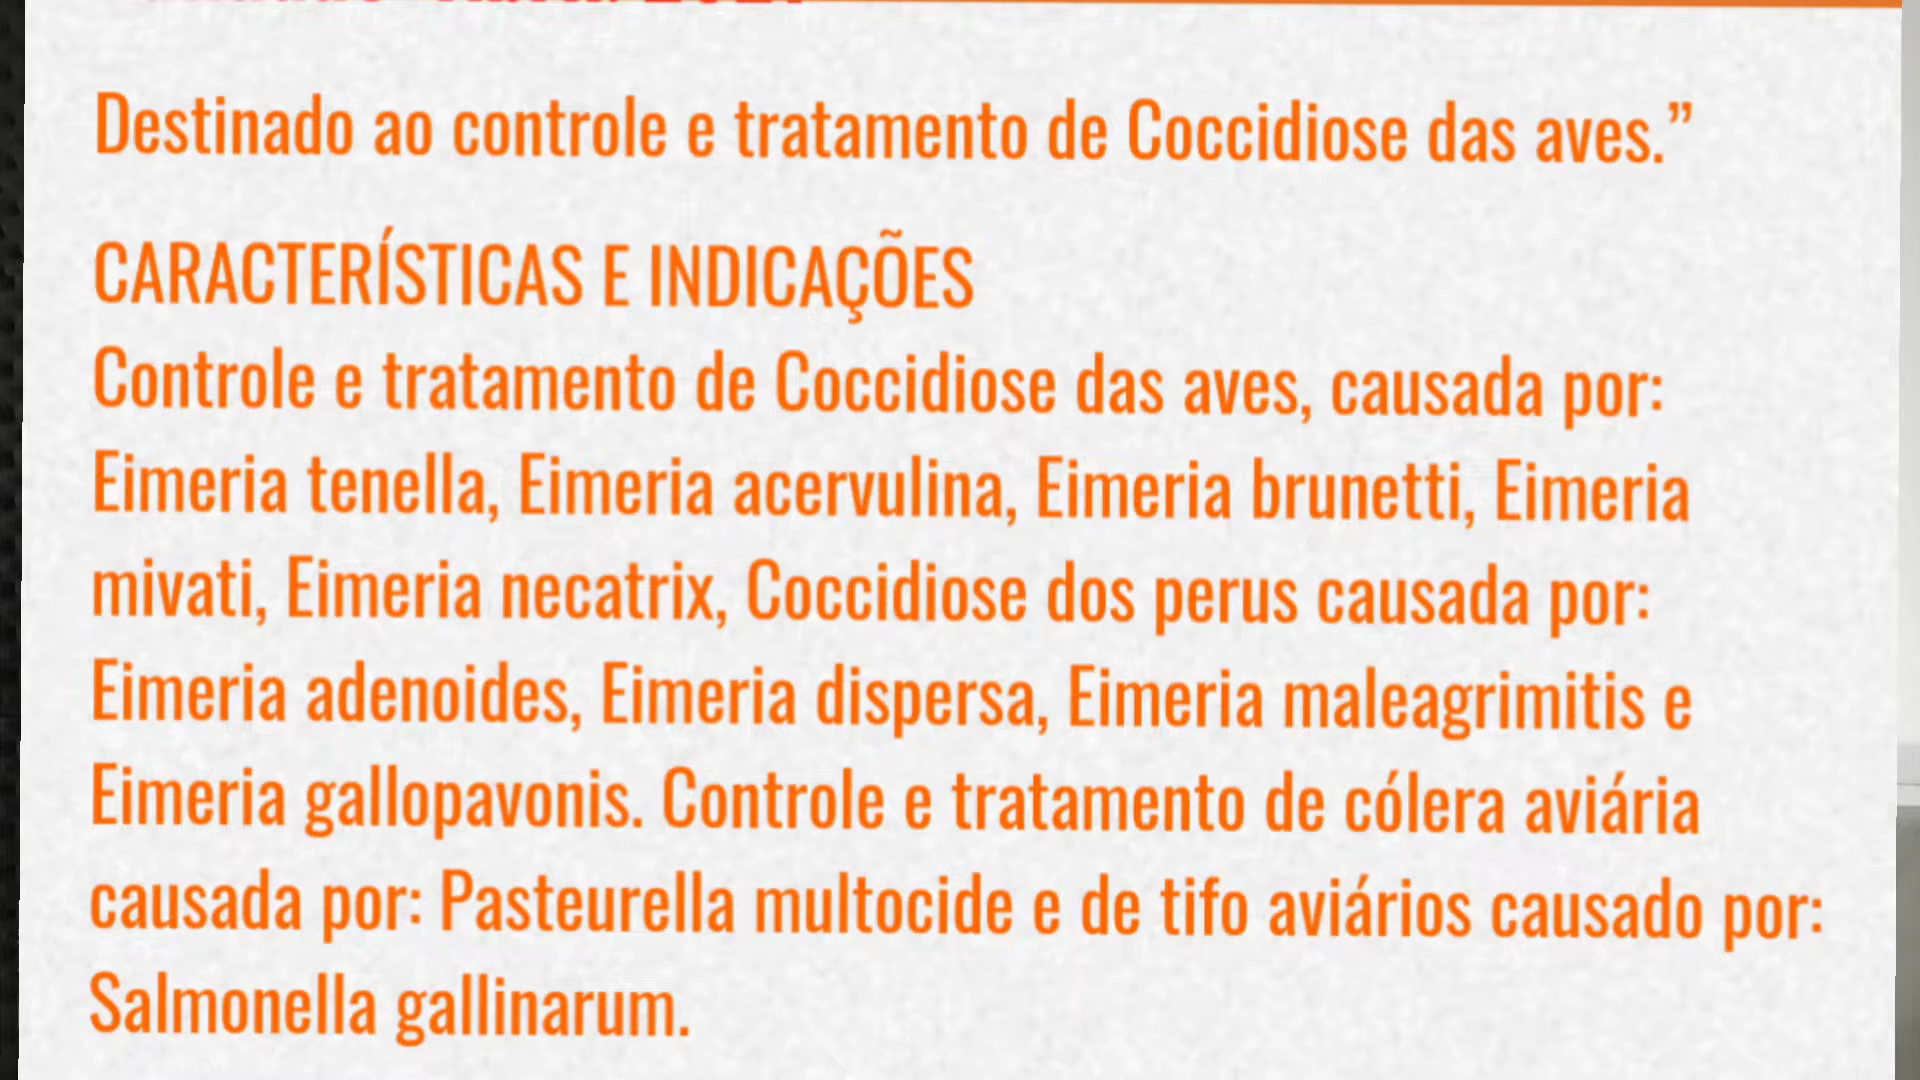 Destinado ao controle e tratamento de Coccidiose das aves.”
CARACTERÍSTICAS E INDICAÇÕES
Controle e tratamento de Coccidiose das aves, causada por:
Eimeria tenella, Eimeria acervulina, Eimeria brunetti, Eimeria
mivati, Eimeria necatrix, Coccidiose dos perus causada por:
Eimeria adenoides, Eimeria dispersa, Eimeria maleagrimitis e
Eimeria gallopavonis. Controle e tratamento de cólera aviária
causada por: Pasteurella multocide e de tifo aviários causado por:
Salmonella gallinarum.